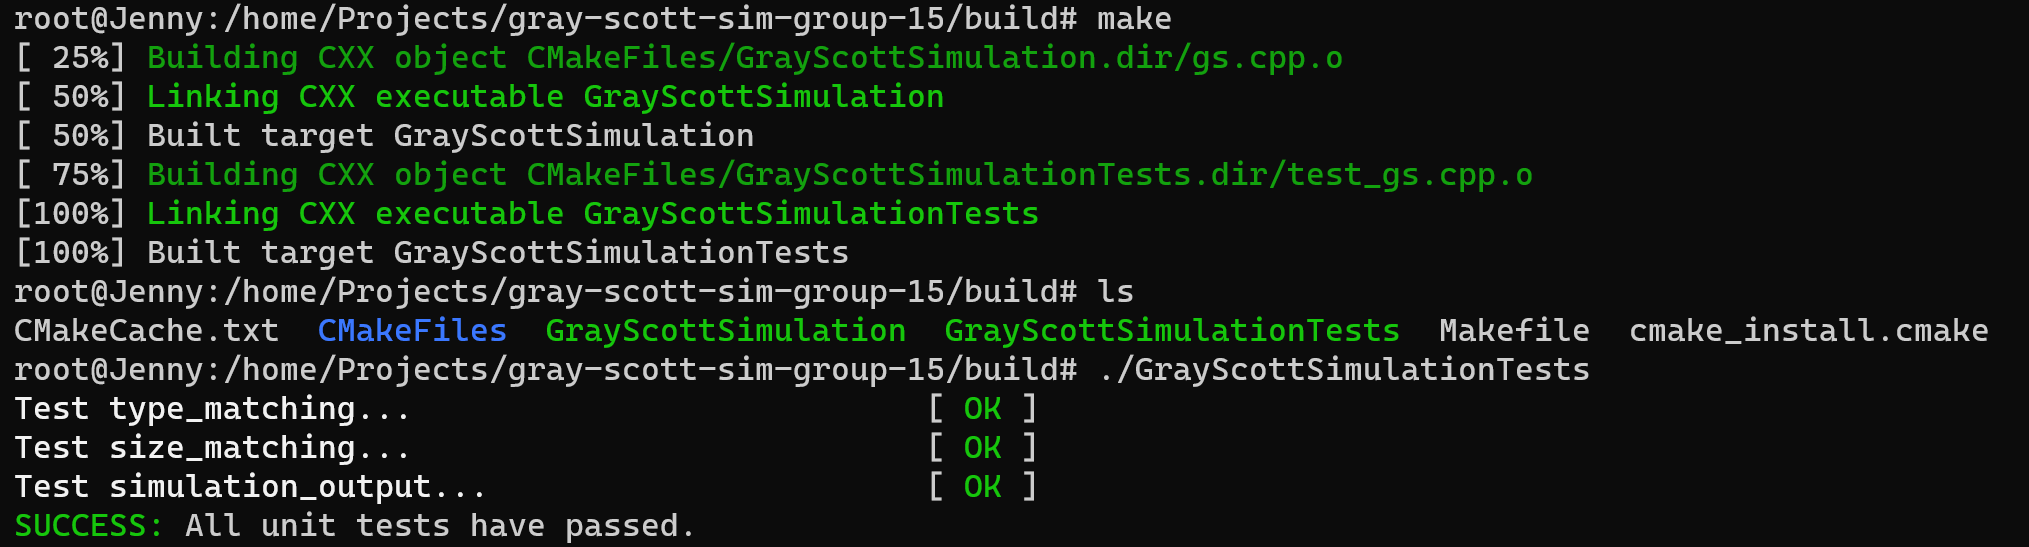 root@Jenny:/home/Projects/gray-scott-sim-group-15/build# make
[ 25%] Building CXX object CMakeFiles/GrayScottSimulation.dir/gs.cpp.o
[ 50%] Linking CXX executable GrayScottSimulation
[ 50%] Built target GrayScottSimulation
[ 75%] Building CXX object CMakeFiles/GrayScottSimulationTests.dir/test_gs.cpp.o
[100%] Linking CXX executable GrayScottSimulationTests
[100%] Built target GrayScottSimulationTests
root@Jenny:/home/Projects/gray-scott-sim-group-15/build# ls
CMakeCache.txt  CMakeFiles  GrayScottSimulation  GrayScottSimulationTests  Makefile  cmake_install.cmake
root@Jenny:/home/Projects/gray-scott-sim-group-15/build# ./GrayScottSimulationTests
Test type_matching...                           [ OK ]
Test size_matching...                           [ OK ]
Test simulation_output...                       [ OK ]
SUCCESS: All unit tests have passed.